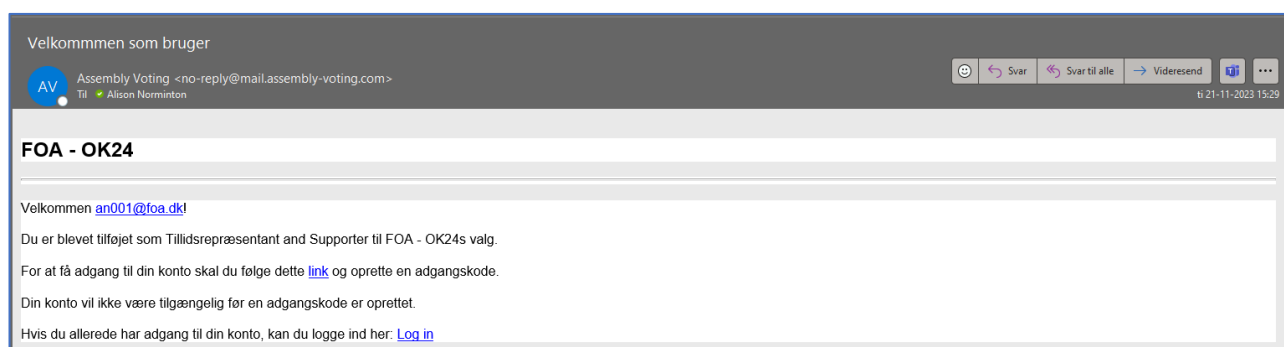 Velkommmen som bruger
AV
Assembly Voting <no-reply@mail.assembly-voting.com>
Til Alison Norminton
Svar
Svar til alle
Videresend
ti 21-11-2023 15:29
FOA - OK24
Velkommen an001@foa.dk!
Du er blevet tilføjet som Tillidsrepræsentant and Supporter til FOA - OK24s valg.
For at få adgang til din konto skal du følge dette link og oprette en adgangskode.
Din konto vil ikke være tilgængelig før en adgangskode er oprettet.
Hvis du allerede har adgang til din konto, kan du logge ind her: Log in